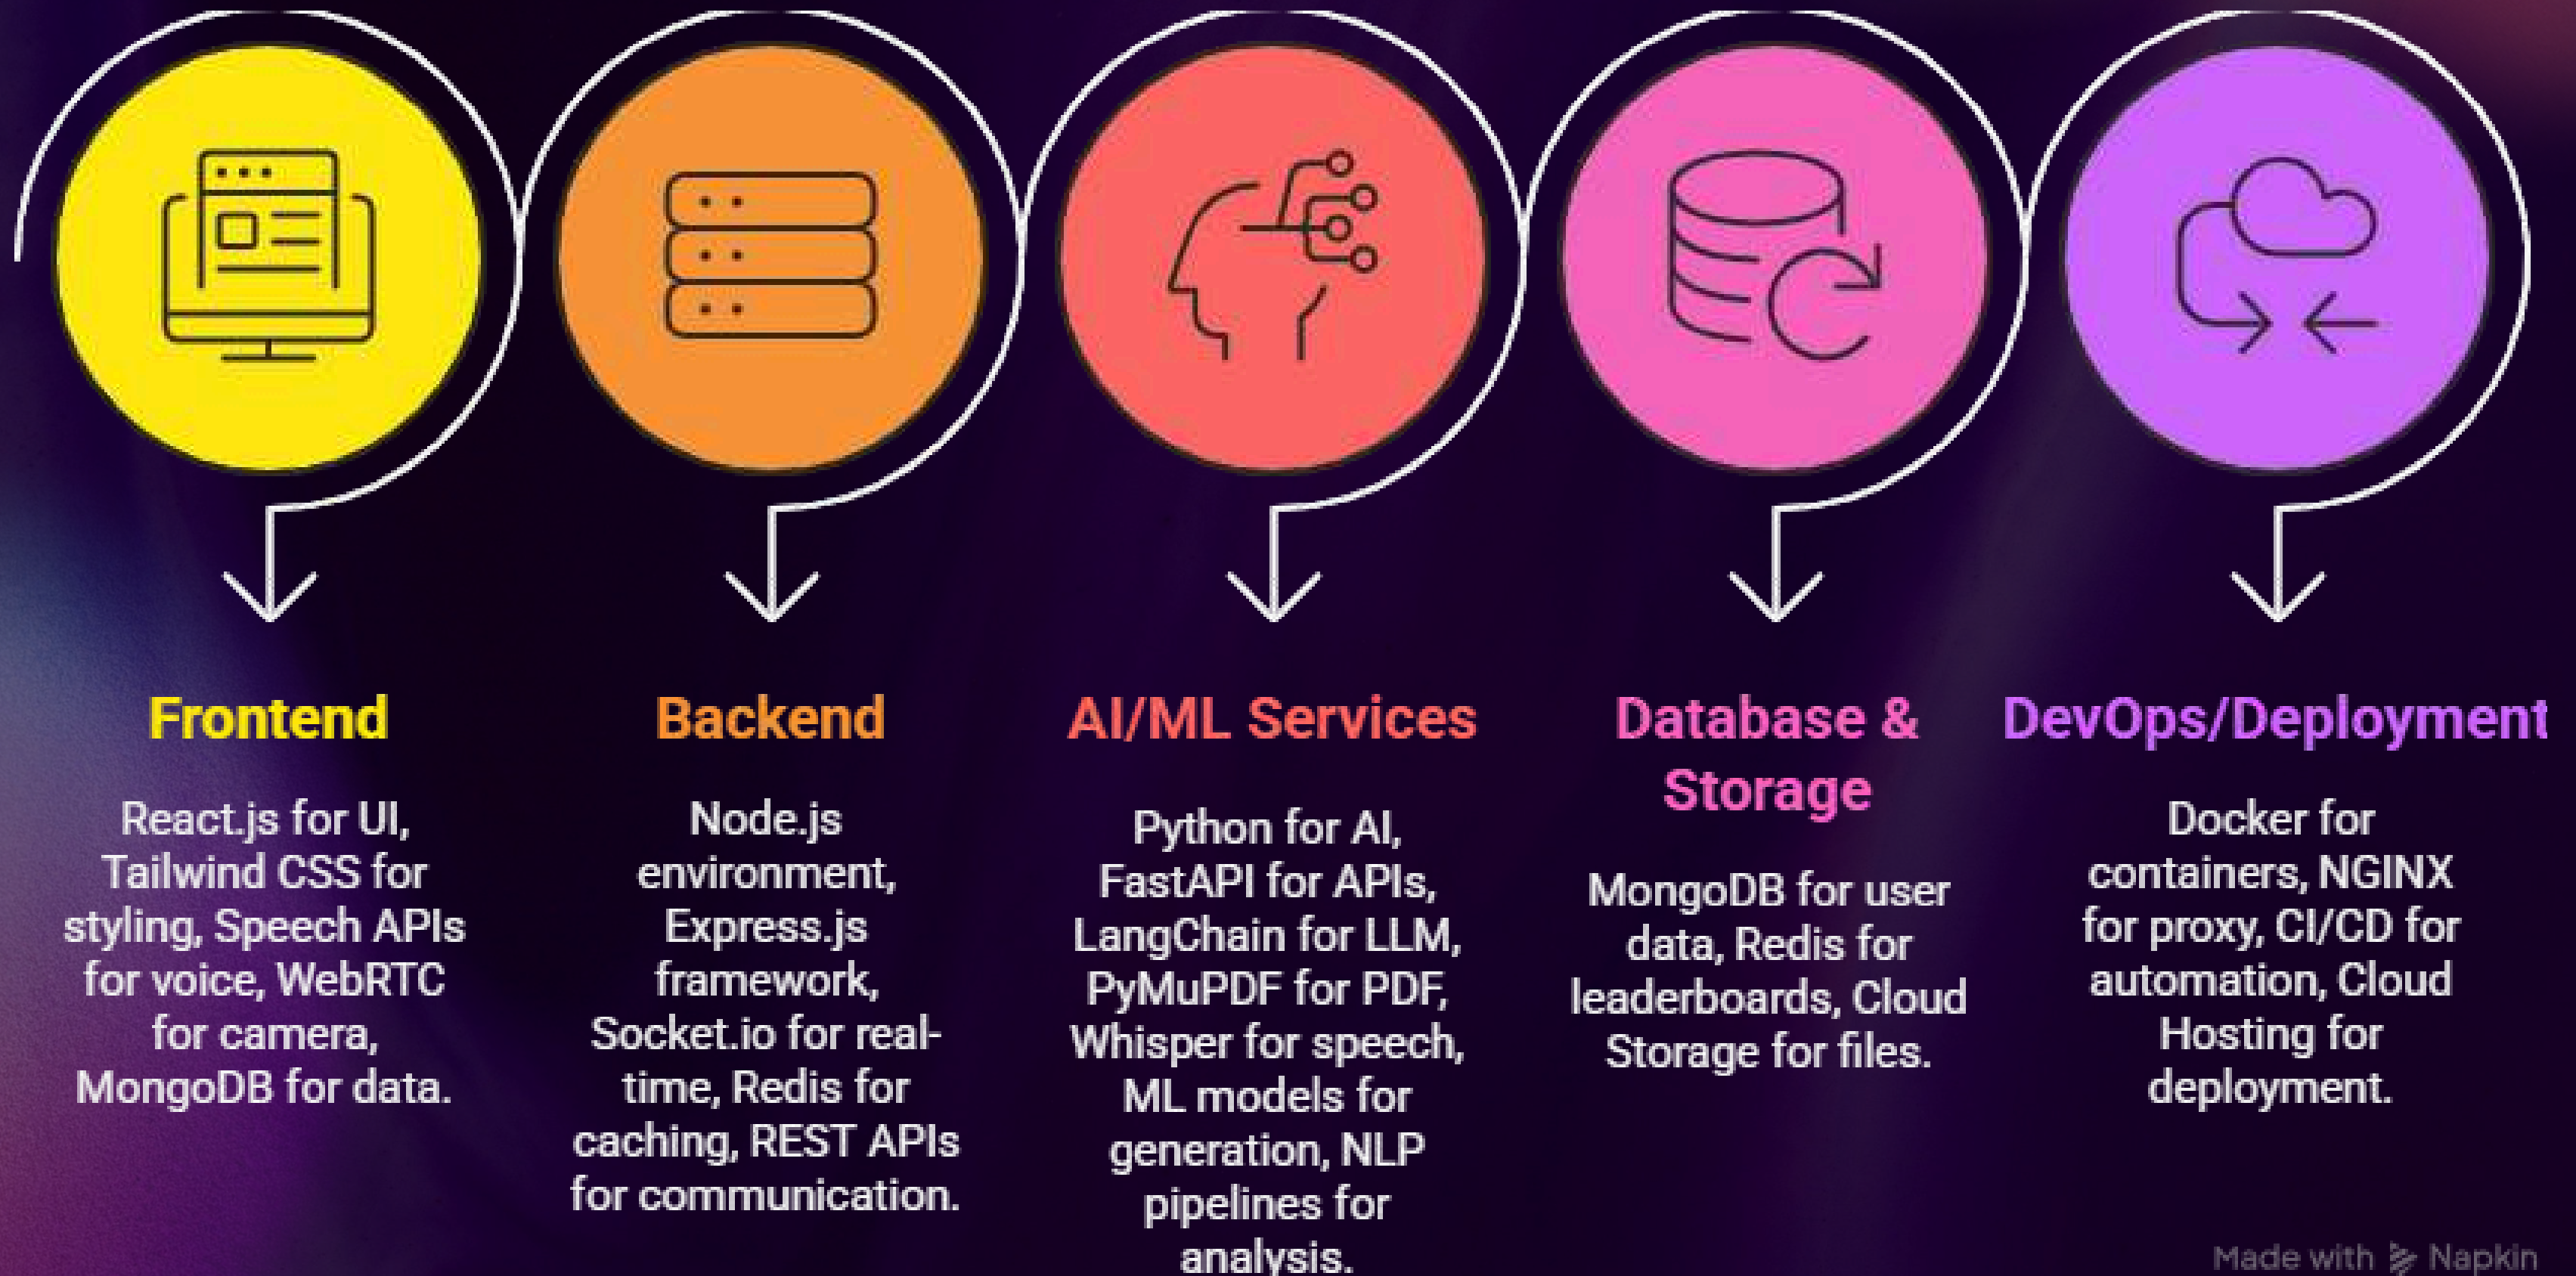 Frontend
React.js for UI,
Tailwind CSS for
styling, Speech APIs
for voice, WebRTC
for camera,
MongoDB for data.
Backend
Node.js
environment,
Express.js
framework,
Socket.io for real-
time, Redis for
caching, REST APIs
for communication.
AI/ML Services
Python for AI,
FastAPI for APIs,
LangChain for LLM,
PyMuPDF for PDF,
Whisper for speech,
ML models for
generation, NLP
pipelines for
analysis.
Database &
Storage
MongoDB for user
data, Redis for
leaderboards, Cloud
Storage for files.
DevOps/Deployment
Docker for
containers, NGINX
for proxy, CI/CD for
automation, Cloud
Hosting for
deployment.
Made with Napkin